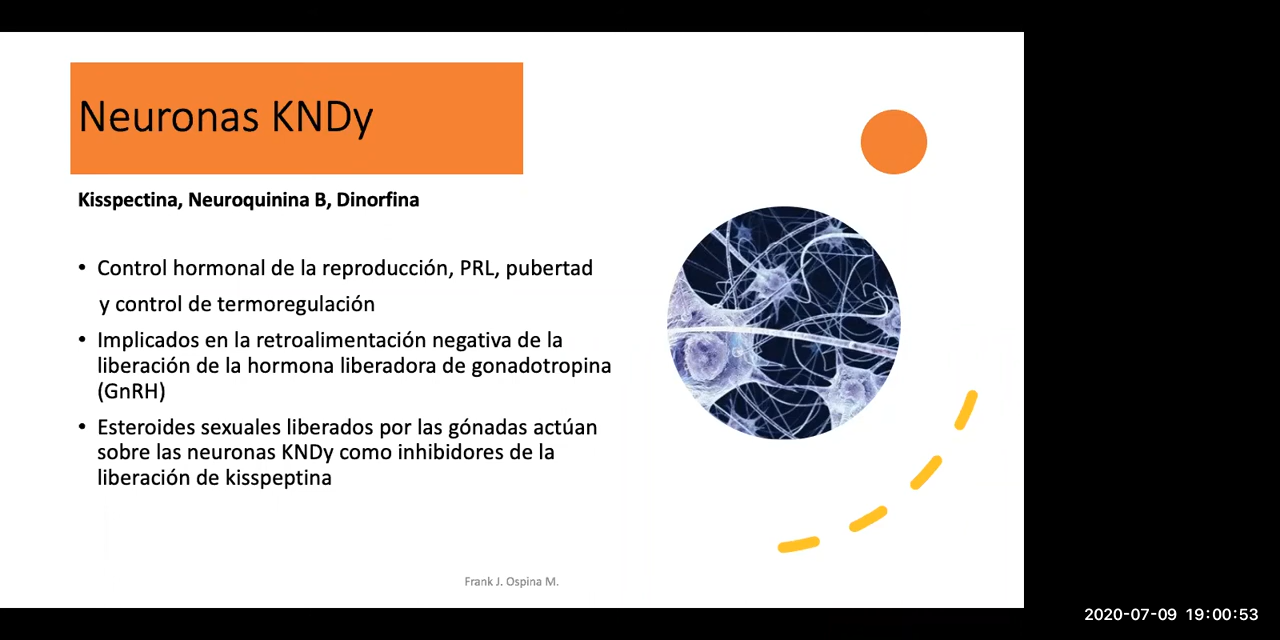 Neuronas KNDy
Kisspectina, Neuroquinina B, Dinorfina
• Control hormonal de la reproducción, PRL, pubertad
y control de termoregulación
• Implicados en la retroalimentación negativa de la
liberación de la hormona liberadora de gonadotropina
(GnRH)
• Esteroides sexuales liberados por las gónadas actúan
sobre las neuronas KNDy como inhibidores de la
liberación de kisspeptina
Frank J. Ospina M.
2020-07-09 19:00:53